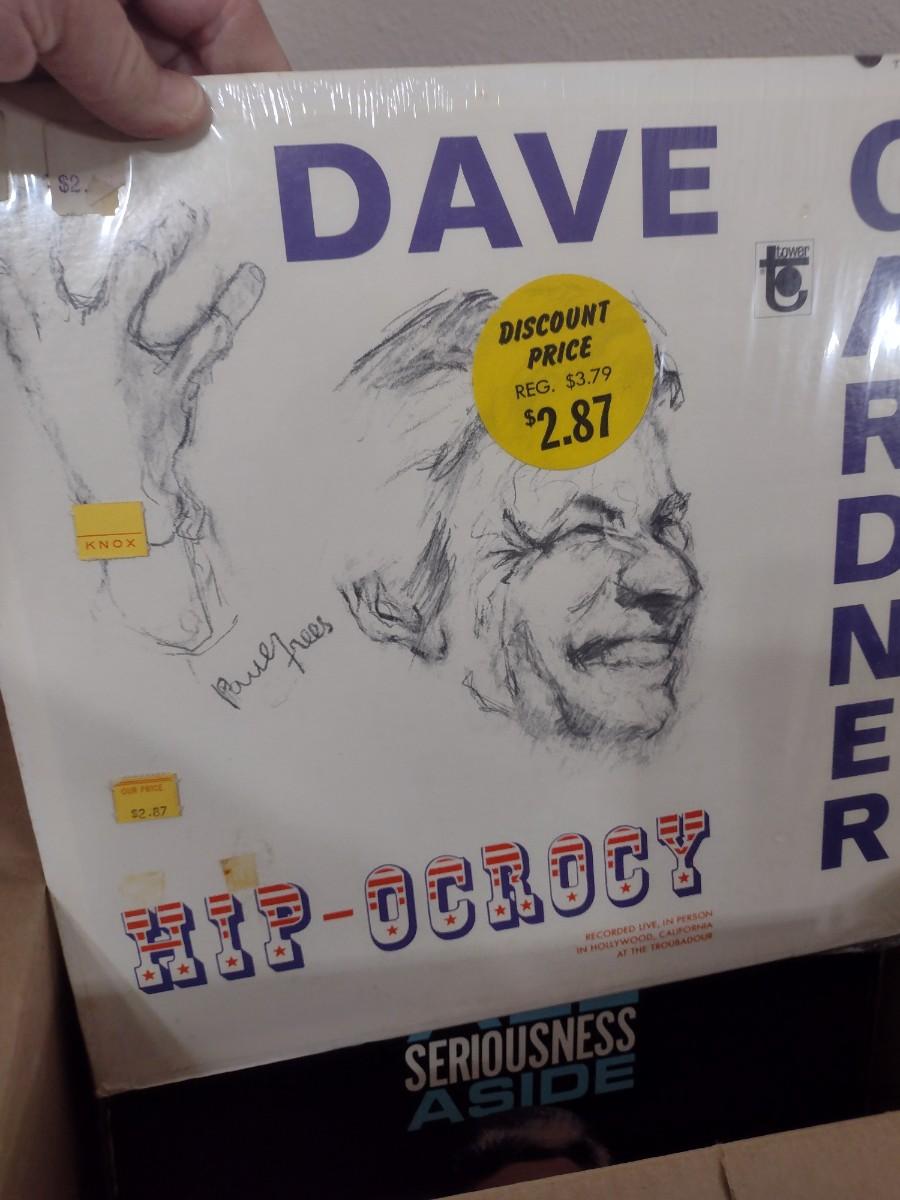 $2.
DAVE
GARDNER
tower
DISCOUNT
PRICE
REG. $3.79
$2.87
KNOX
Paul Frees
OUR PRICE
$2.87
HIP-OCROCY
RECORDED LIVE, IN PERSON
IN HOLLYWOOD, CALIFORNIA
AT THE TROUBADOUR
ALL
SERIOUSNESS
ASIDE